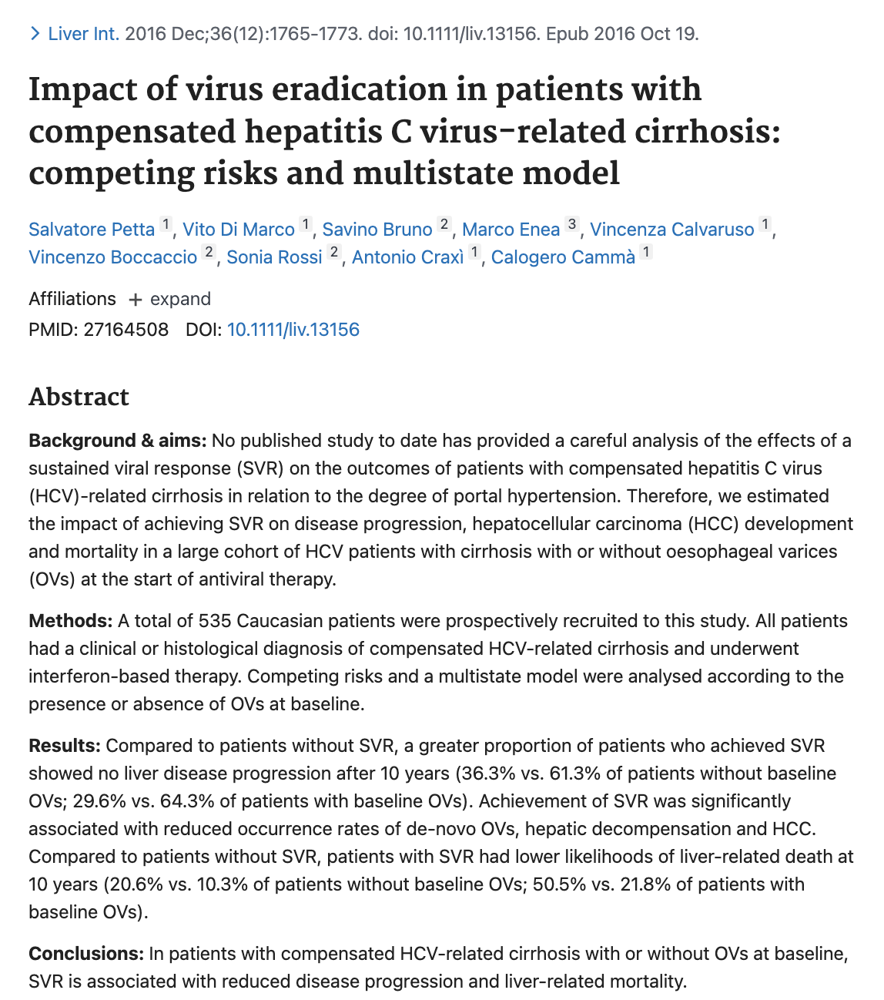 > Liver Int. 2016 Dec;36(12):1765-1773. doi: 10.1111/liv.13156. Epub 2016 Oct 19.
Impact of virus eradication in patients with
compensated hepatitis C virus-related cirrhosis:
competing risks and multistate model
Salvatore Petta 1, Vito Di Marco 1, Savino Bruno 2, Marco Enea 3, Vincenza Calvaruso 1,
Vincenzo Boccaccio 2, Sonia Rossi 2, Antonio Craxì 1, Calogero Cammà 1
Affiliations + expand
PMID: 27164508 DOI: 10.1111/liv.13156
Abstract
Background & aims: No published study to date has provided a careful analysis of the effects of a
sustained viral response (SVR) on the outcomes of patients with compensated hepatitis C virus
(HCV)-related cirrhosis in relation to the degree of portal hypertension. Therefore, we estimated
the impact of achieving SVR on disease progression, hepatocellular carcinoma (HCC) development
and mortality in a large cohort of HCV patients with cirrhosis with or without oesophageal varices
(OVs) at the start of antiviral therapy.
Methods: A total of 535 Caucasian patients were prospectively recruited to this study. All patients
had a clinical or histological diagnosis of compensated HCV-related cirrhosis and underwent
interferon-based therapy. Competing risks and a multistate model were analysed according to the
presence or absence of OVs at baseline.
Results: Compared to patients without SVR, a greater proportion of patients who achieved SVR
showed no liver disease progression after 10 years (36.3% vs. 61.3% of patients without baseline
OVs; 29.6% vs. 64.3% of patients with baseline OVs). Achievement of SVR was significantly
associated with reduced occurrence rates of de-novo OVs, hepatic decompensation and HCC.
Compared to patients without SVR, patients with SVR had lower likelihoods of liver-related death at
10 years (20.6% vs. 10.3% of patients without baseline OVs; 50.5% vs. 21.8% of patients with
baseline OVs).
Conclusions: In patients with compensated HCV-related cirrhosis with or without OVs at baseline,
SVR is associated with reduced disease progression and liver-related mortality.